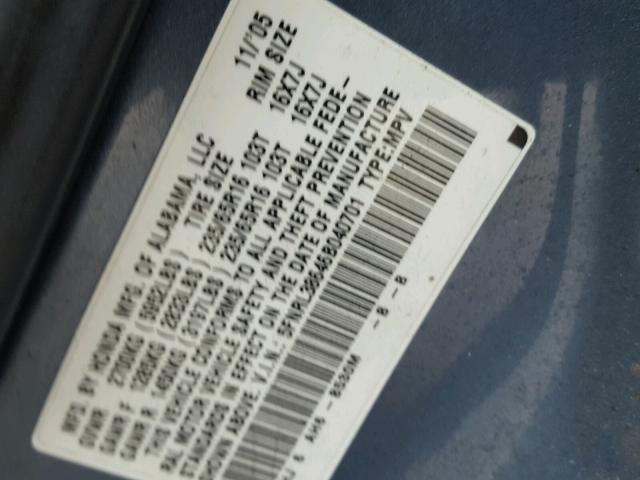 MFD. BY HONDA MFG. OF ALABAMA, LLC 11/'05
GVWR 2700KG (5952LBS) TIRE SIZE RIM SIZE
GAWR F 1280KG (2833LBS) 235/65R16 103T 16X7J
GAWR R 1450KG (3197LBS) 235/65R16 103T 16X7J
THIS VEHICLE CONFORMS TO ALL APPLICABLE FEDE-
RAL MOTOR VEHICLE SAFETY AND THEFT PREVENTION
STANDARDS IN EFFECT ON THE DATE OF MANUFACTURE
SHOWN ABOVE. V.I.N.: TYPE:MPV